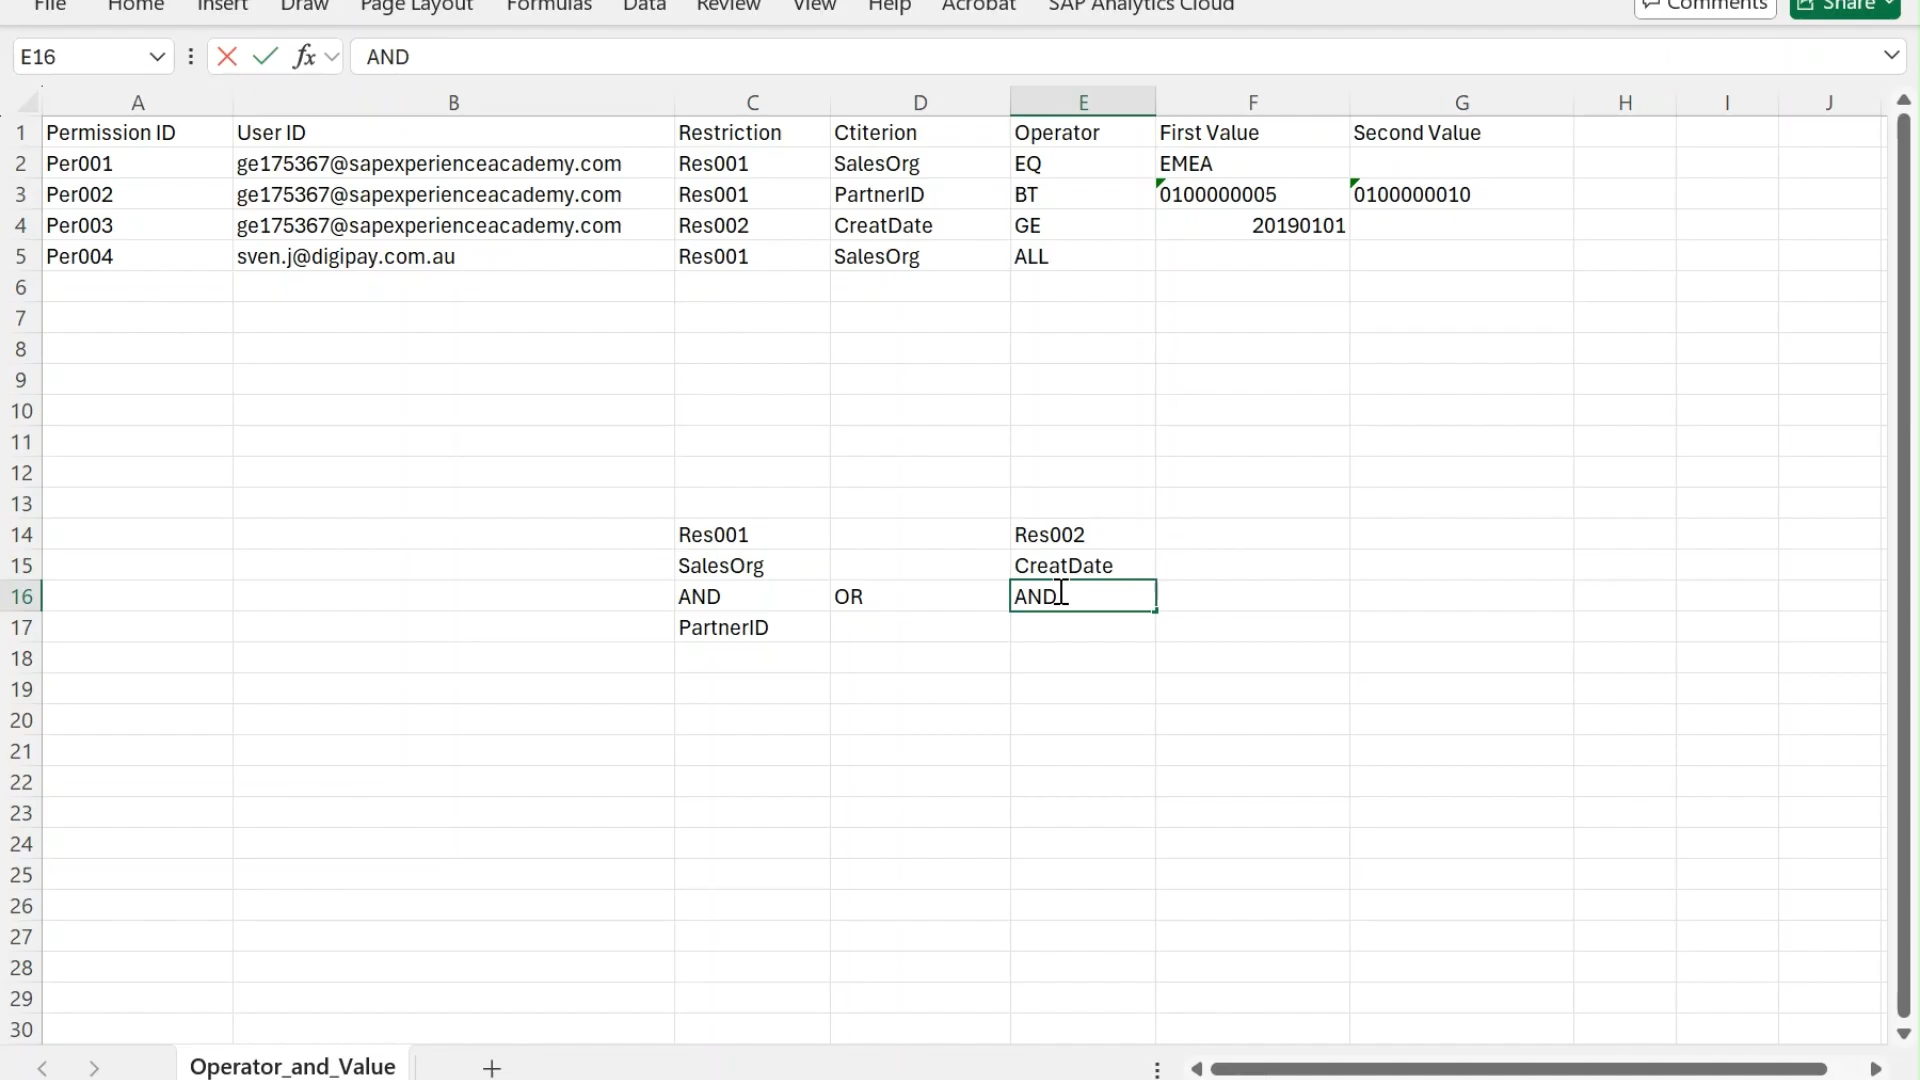 File Home Insert Draw Page Layout Formulas Data Review View Help Acrobat SAP Analytics Cloud Comments Share
E16 fx AND
A B C D E F G H I J
1 Permission ID User ID Restriction Ctiterion Operator First Value Second Value
2 Per001 ge175367@sapexperienceacademy.com Res001 SalesOrg EQ EMEA
3 Per002 ge175367@sapexperienceacademy.com Res001 PartnerID BT 0100000005 0100000010
4 Per003 ge175367@sapexperienceacademy.com Res002 CreatDate GE 20190101
5 Per004 sven.j@digipay.com.au Res001 SalesOrg ALL
6
7
8
9
10
11
12
13
14 Res001 Res002
15 SalesOrg CreatDate
16 AND OR AND
17 PartnerID
18
19
20
21
22
23
24
25
26
27
28
29
30
Operator_and_Value